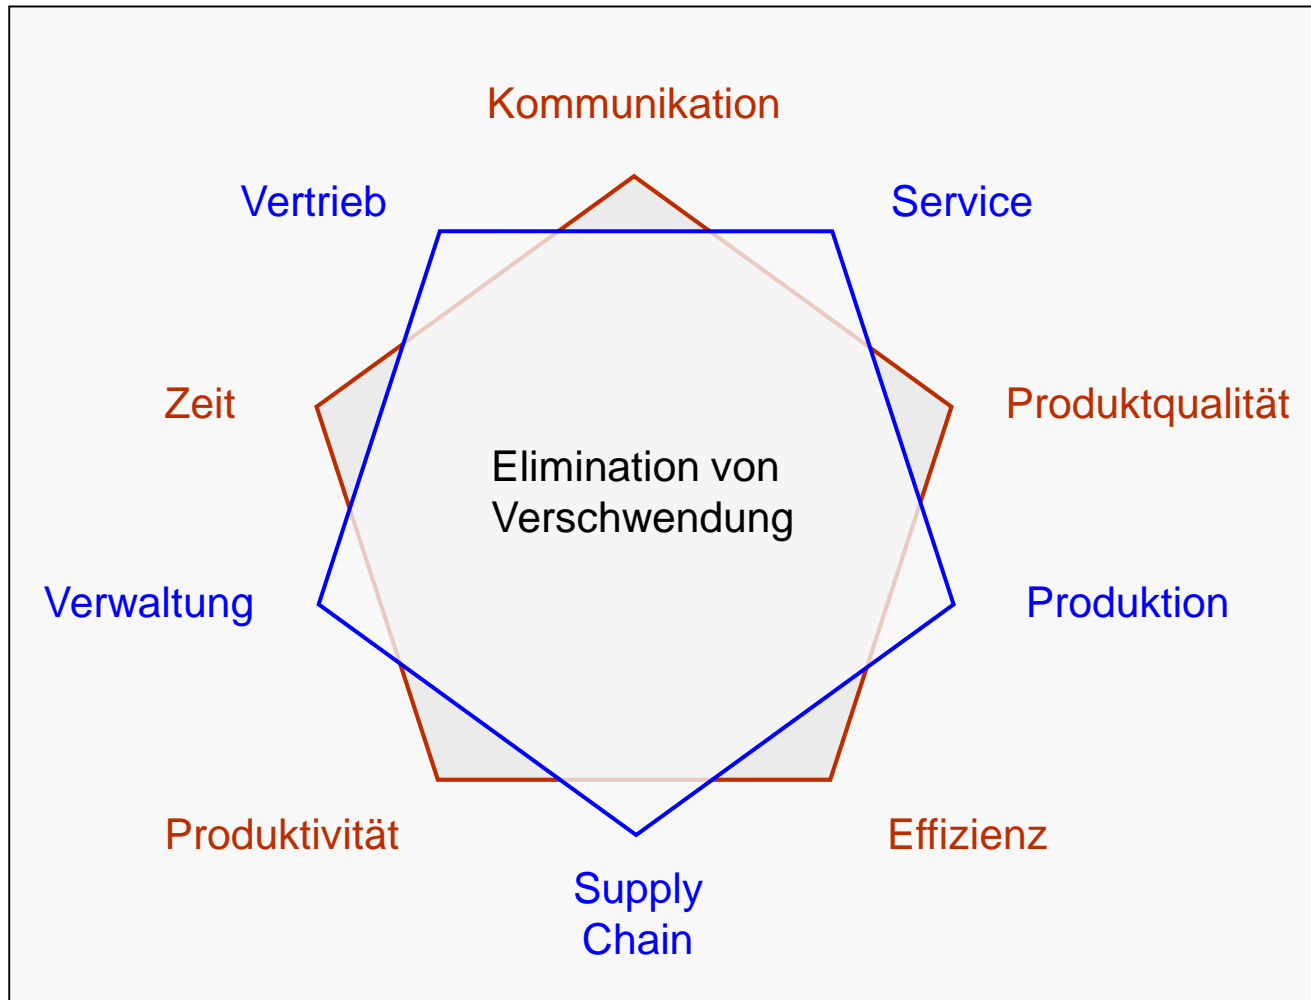 Kommunikation
Vertrieb
Service
Zeit
Produktqualität
Elimination von
Verschwendung
Verwaltung
Produktion
Produktivität
Effizienz
Supply
Chain